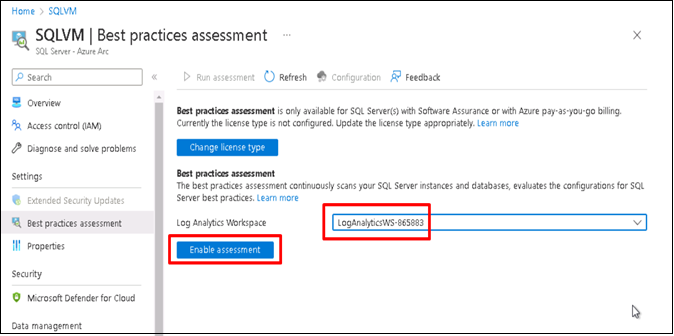 Home > SQLVM
SQLVM | Best practices assessment ...
SQL Server - Azure Arc
Search
Run assessment Refresh Configuration Feedback
Overview
Access control (IAM)
Diagnose and solve problems
Settings
Extended Security Updates
Best practices assessment
Properties
Security
Microsoft Defender for Cloud
Data management
Best practices assessment is only available for SQL Server(s) with Software Assurance or with Azure pay-as-you-go billing.
Currently the license type is not configured. Update the license type appropriately. Learn more
Change license type
Best practices assessment
The best practices assessment continuously scans your SQL Server instances and databases, evaluates the configurations for SQL
Server best practices. Learn more
Log Analytics Workspace LogAnalyticsWS-865883
Enable assessment